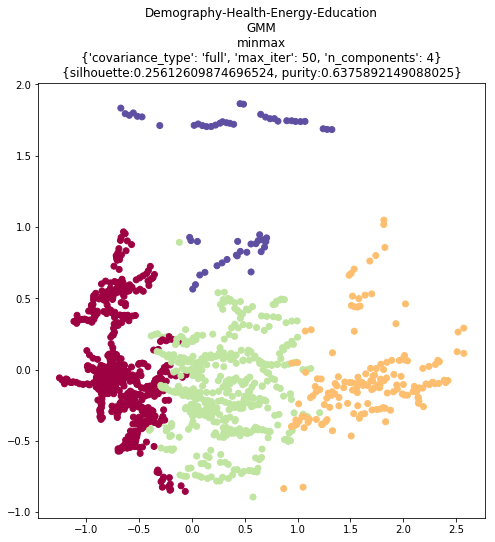 Demography-Health-Energy-Education
GMM
minmax
{'covariance_type': 'full', 'max_iter': 50, 'n_components': 4}
{silhouette:0.25612609874696524, purity:0.6375892149088025}
2.0
1.5
1.0
0.5
0.0
−0.5
−1.0
−1.0 −0.5 0.0 0.5 1.0 1.5 2.0 2.5